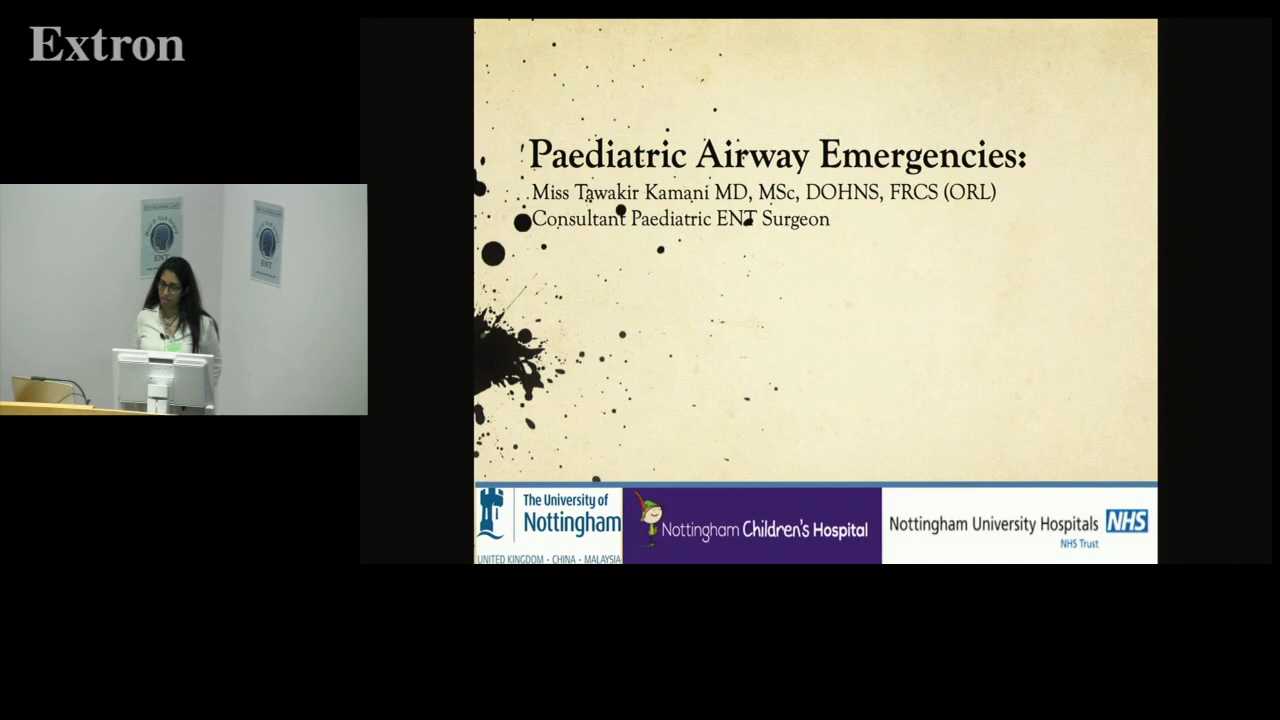 Extron
Paediatric Airway Emergencies:
Miss Tawakir Kamani MD, MSc, DOHNS, FRCS (ORL)
Consultant Paediatric ENT Surgeon
ENT
The University of
Nottingham
UNITED KINGDOM · CHINA · MALAYSIA
Nottingham Children's Hospital
Nottingham University Hospitals NHS
NHS Trust